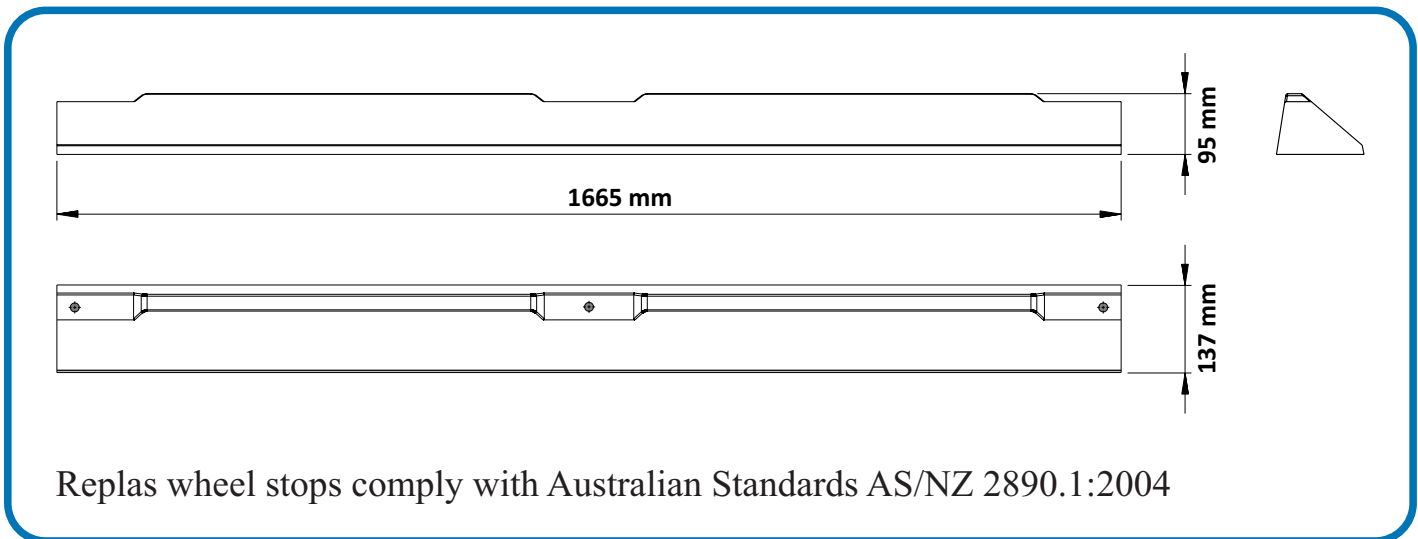 95 mm
1665 mm
137 mm
Replas wheel stops comply with Australian Standards AS/NZ 2890.1:2004